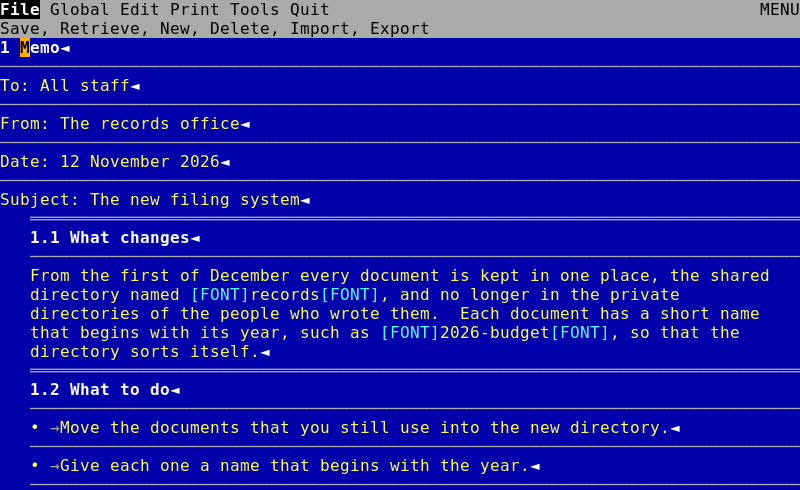 File Global Edit Print Tools Quit MENU
Save, Retrieve, New, Delete, Import, Export
1 Memo◄
To: All staff◄
From: The records office◄
Date: 12 November 2026◄
Subject: The new filing system◄
1.1 What changes◄
From the first of December every document is kept in one place, the shared
directory named [FONT]records[FONT], and no longer in the private
directories of the people who wrote them.  Each document has a short name
that begins with its year, such as [FONT]2026-budget[FONT], so that the
directory sorts itself.◄
1.2 What to do◄
• →Move the documents that you still use into the new directory.◄
• →Give each one a name that begins with the year.◄